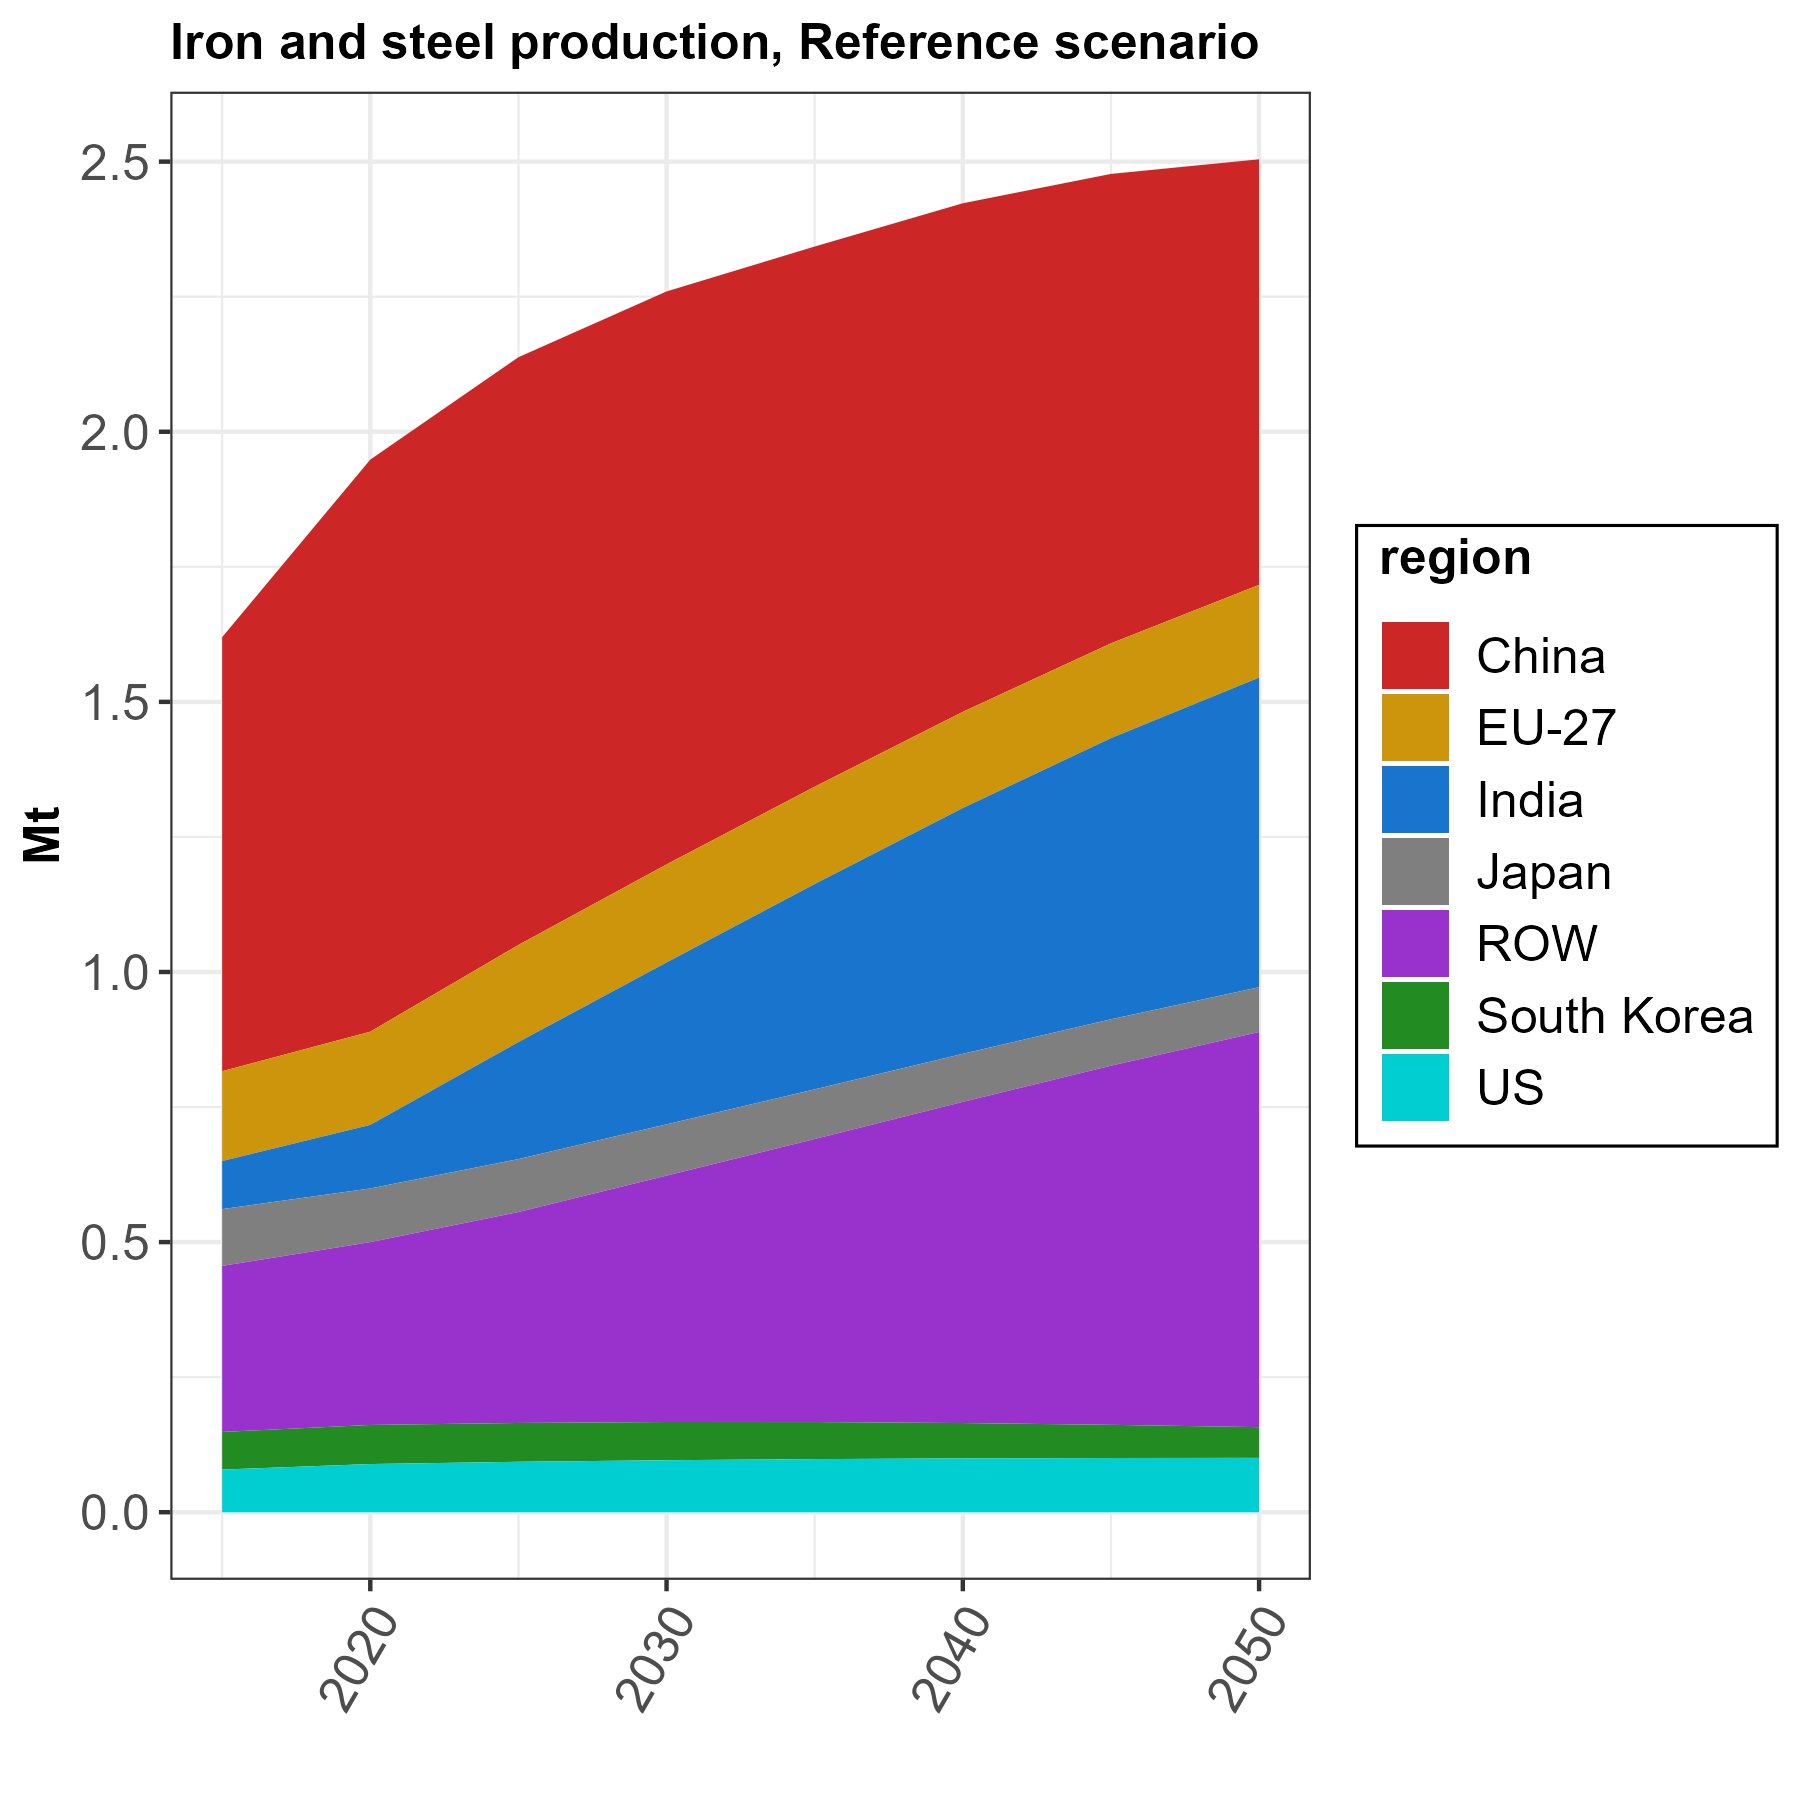 Iron and steel production, Reference scenario
2.5
2.0
1.5
1.0
0.5
0.0
Mt
2020
2030
2040
2050
region
China
EU-27
India
Japan
ROW
South Korea
US